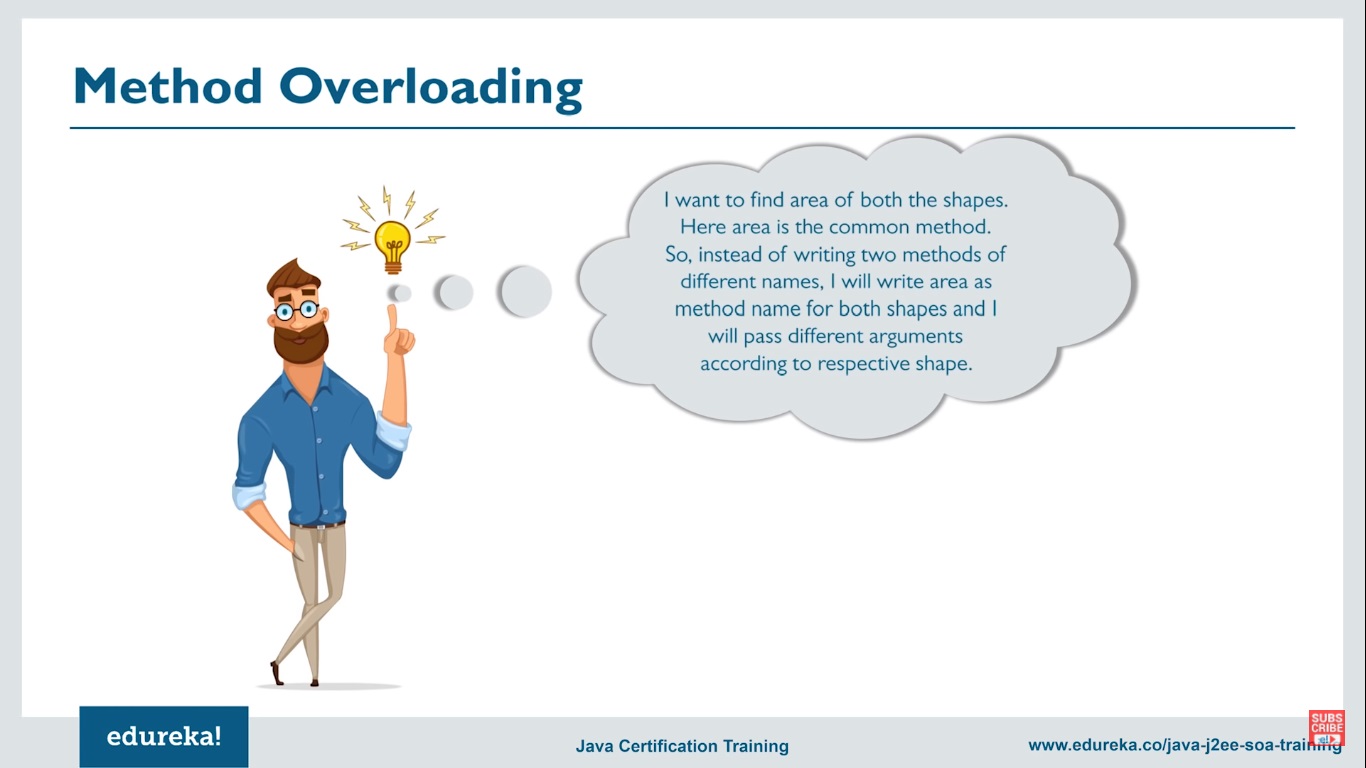 Method Overloading
I want to find area of both the shapes.
Here area is the common method.
So, instead of writing two methods of
different names, I will write area as
method name for both shapes and I
will pass different arguments
according to respective shape.
edureka!
Java Certification Training
www.edureka.co/java-j2ee-soa-training
SUBS
CRIBE